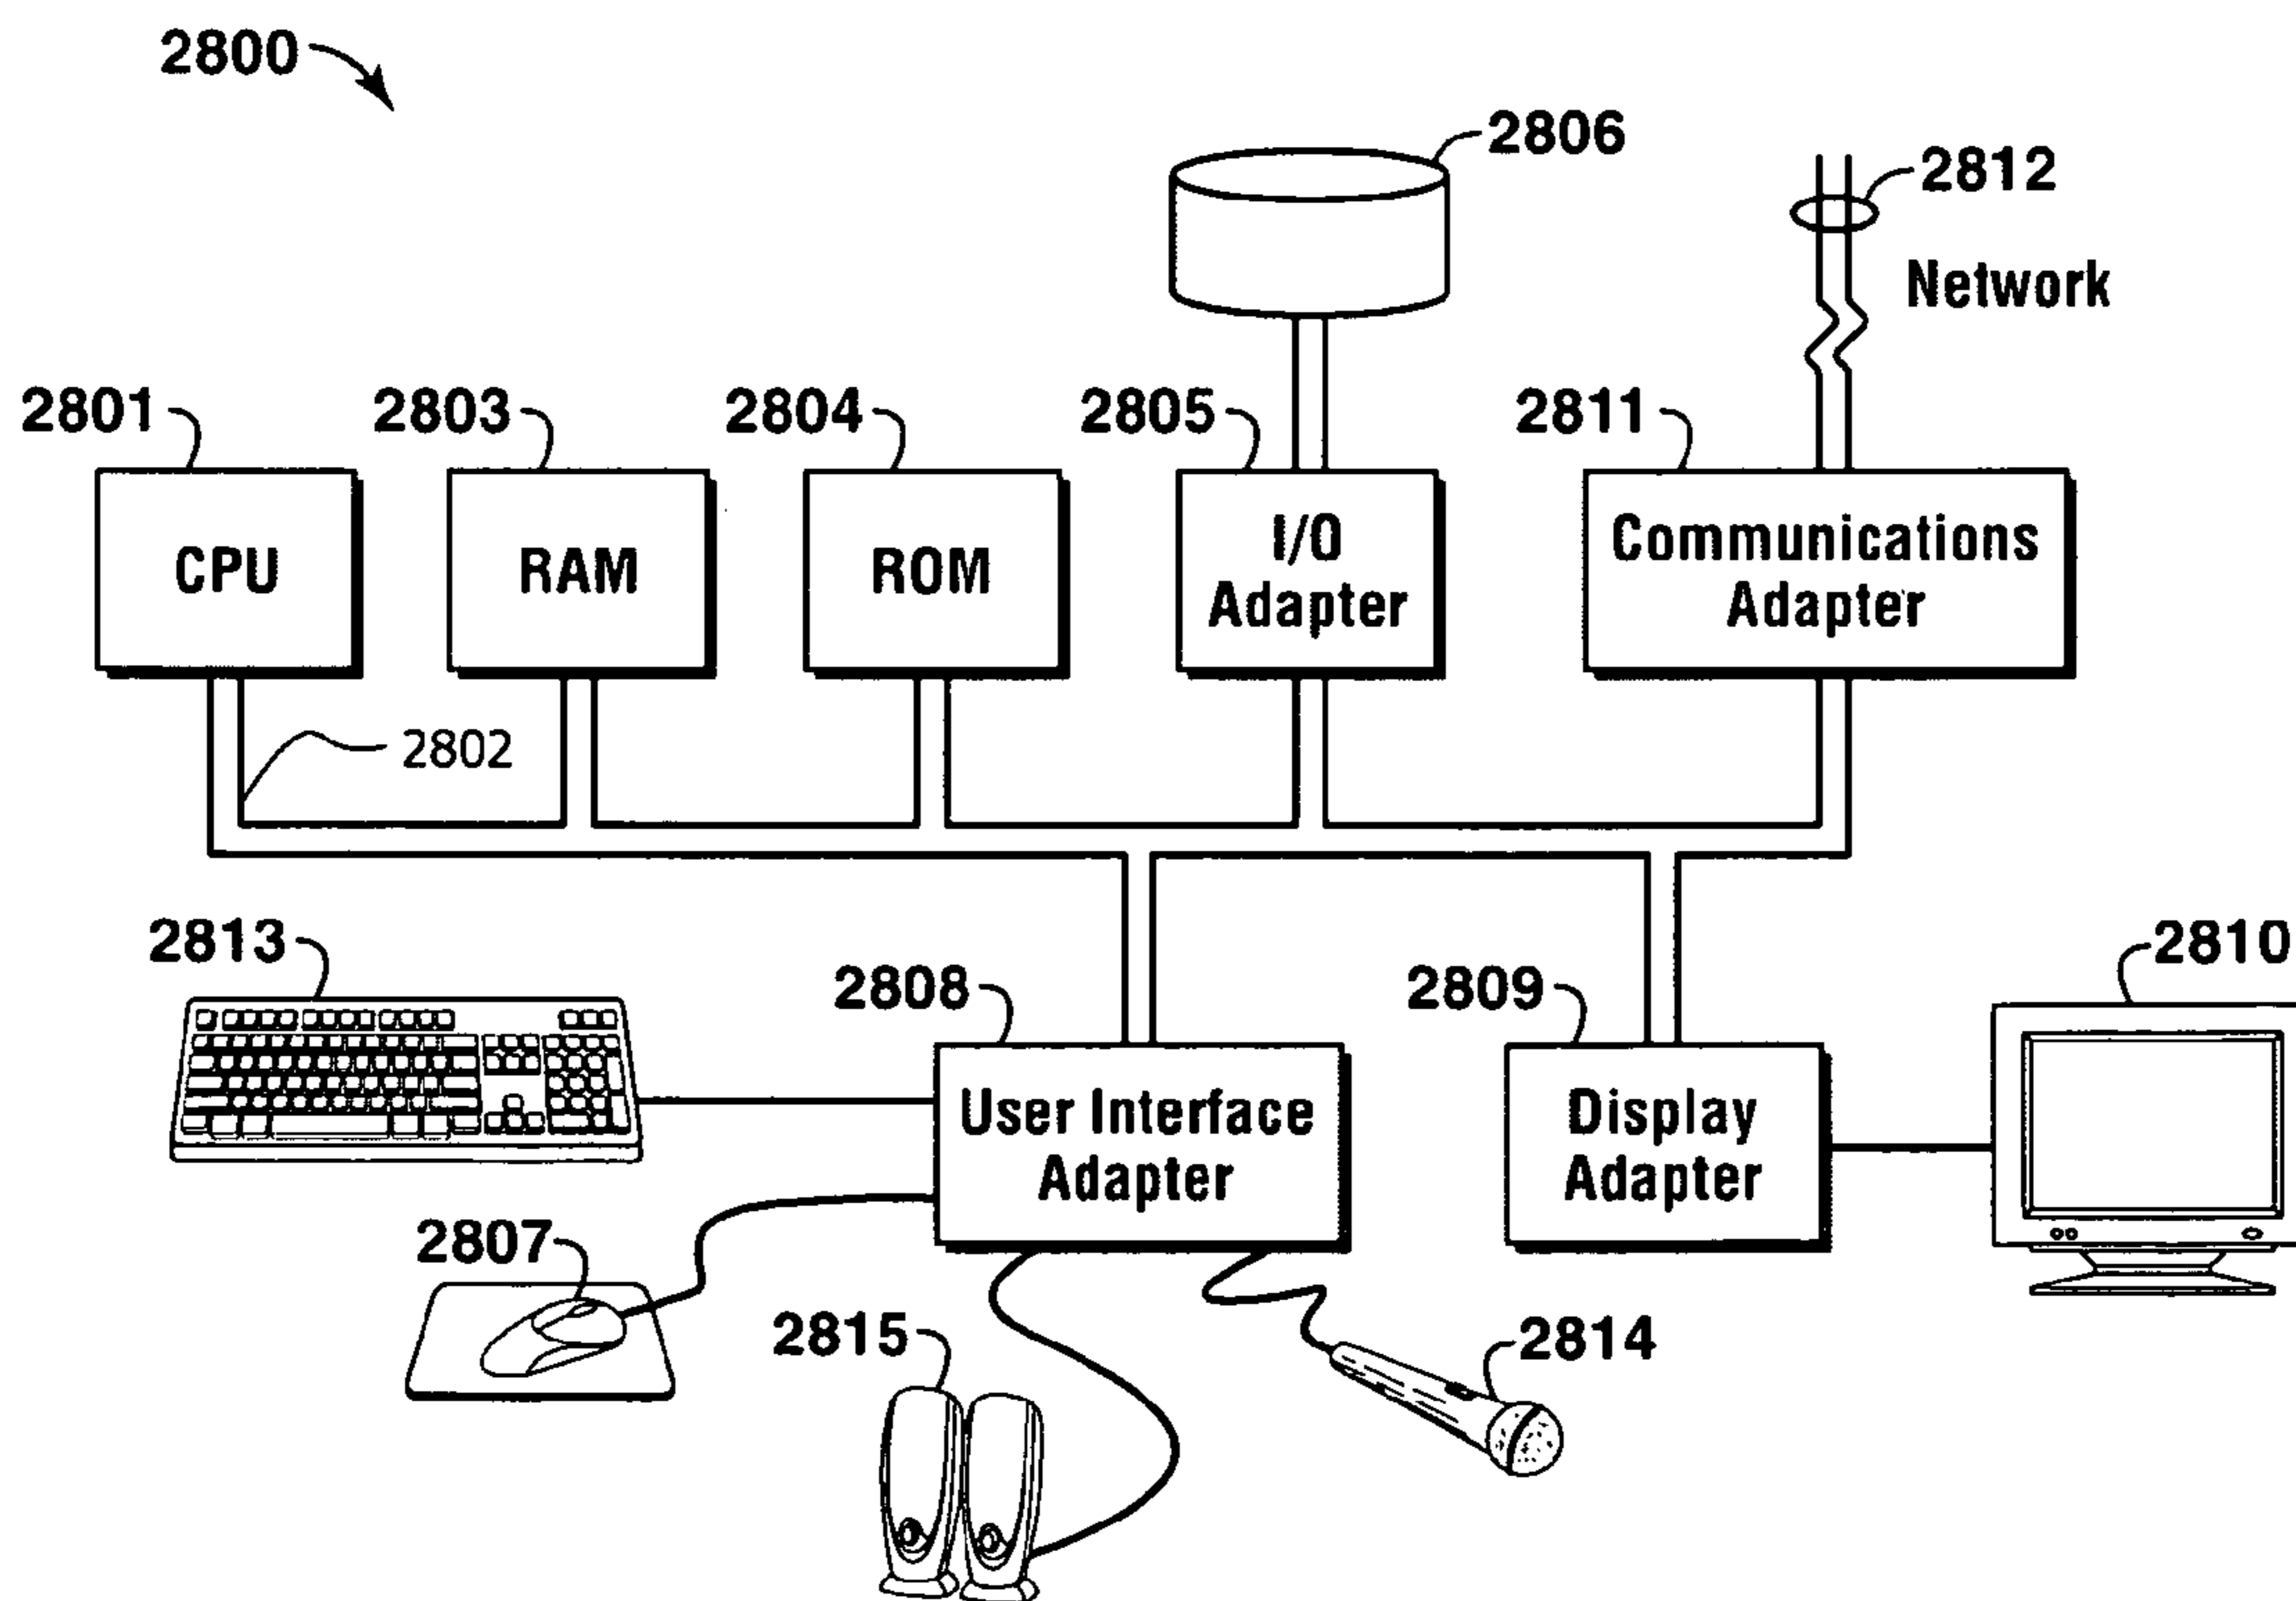 2800
2806
2812
Network
2801
2803
2804
2805
2811
CPU
RAM
ROM
I/O
Adapter
Communications
Adapter
2802
2813
2808
2809
2810
User Interface
Adapter
Display
Adapter
2807
2815
2814